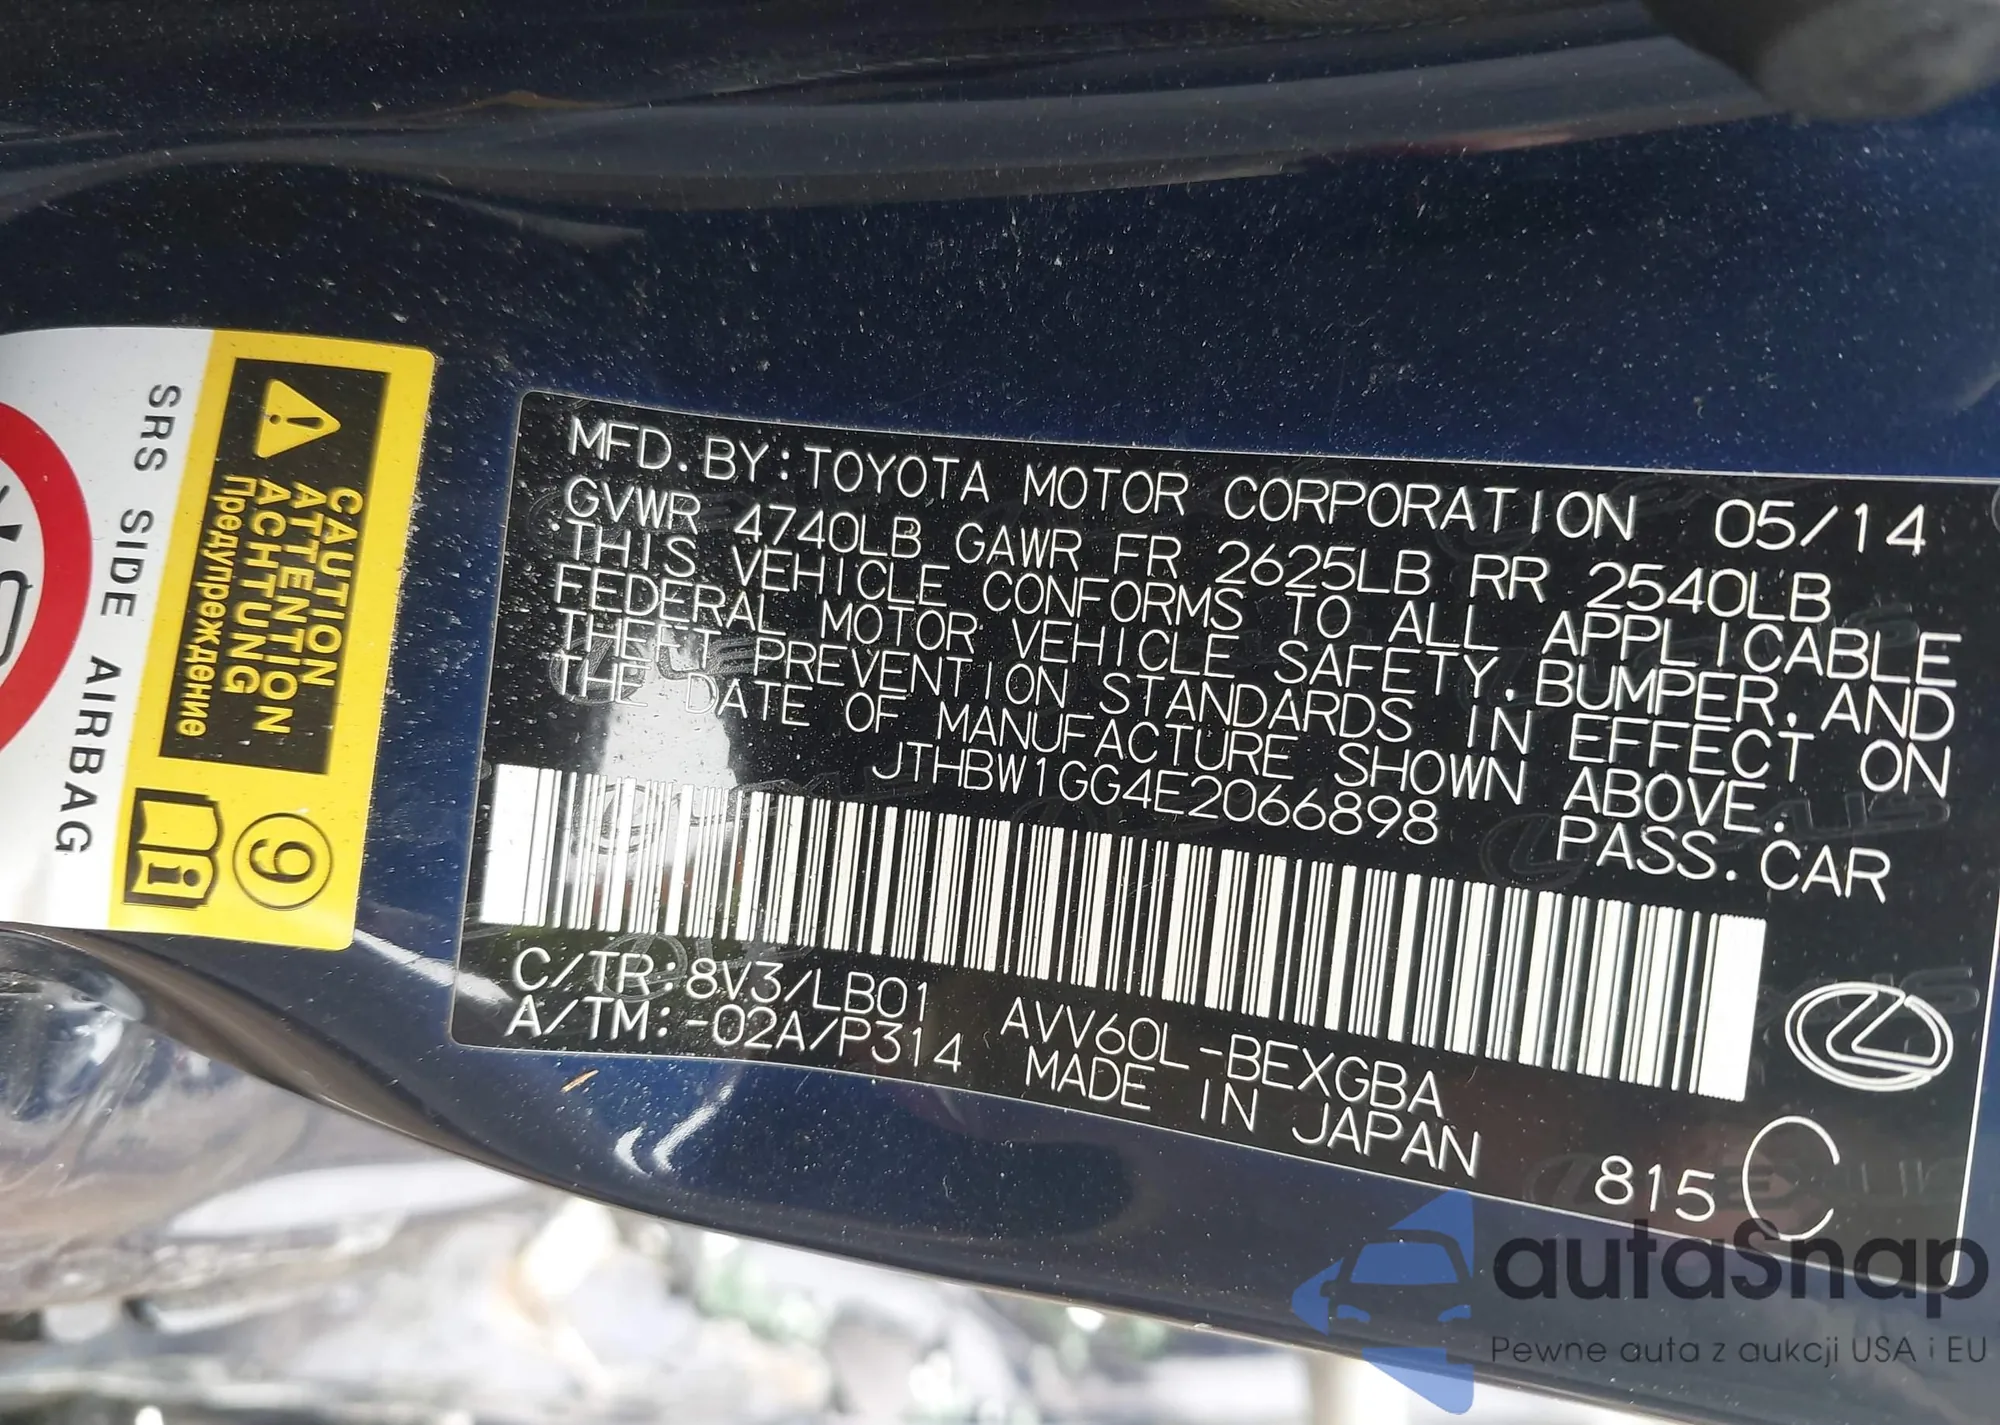 MFD. BY: TOYOTA MOTOR CORPORATION 05/14
GVWR 4740LB GAWR FR 2625LB RR 2540LB
THIS VEHICLE CONFORMS TO ALL APPLICABLE
FEDERAL MOTOR VEHICLE SAFETY, BUMPER, AND
THEFT PREVENTION STANDARDS IN EFFECT ON
THE DATE OF MANUFACTURE SHOWN ABOVE.
JTHBW1GG4E2066898 PASS. CAR
C/TR: 8V3/LB01 AVV60L-BEXGBA
A/TM: -02A/P314 MADE IN JAPAN
815 C
CAUTION
ATTENTION
ACHTUNG
Предупреждение
9
i
SRS SIDE AIRBAG
autaSnap
Pewne auta z aukcji USA i EU